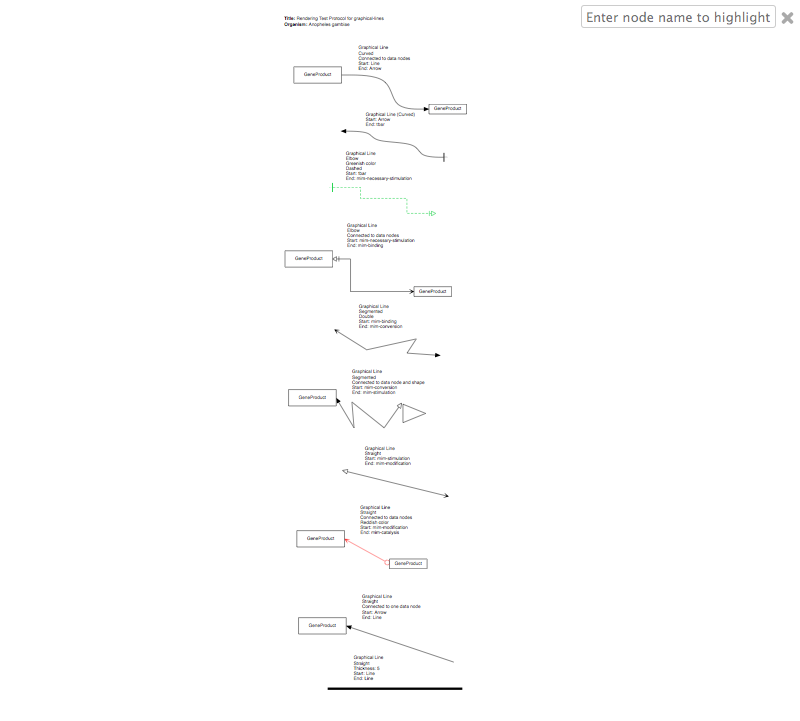 Title: Rendering Test Protocol for graphical-lines
Organism: Anopheles gambiae
Enter node name to highlight
Graphical Line
Curved
Connected to data nodes
Start: Line
End: Arrow
GeneProduct
GeneProduct
Graphical Line (Curved)
Start: Arrow
End: tbar
Graphical Line
Elbow
Greenish color
Dashed
Start: tbar
End: mim-necessary-stimulation
Graphical Line
Elbow
Connected to data nodes
Start: mim-necessary-stimulation
End: mim-binding
GeneProduct
GeneProduct
Graphical Line
Segmented
Double
Start: mim-binding
End: mim-conversion
Graphical Line
Segmented
Connected to data node and shape
Start: mim-conversion
End: mim-stimulation
GeneProduct
Graphical Line
Straight
Start: mim-stimulation
End: mim-modification
Graphical Line
Straight
Connected to data nodes
Reddish color
Start: mim-modification
End: mim-catalysis
GeneProduct
GeneProduct
Graphical Line
Straight
Connected to one data node
Start: Arrow
End: Line
GeneProduct
Graphical Line
Straight
Thickness: 5
Start: Line
End: Line